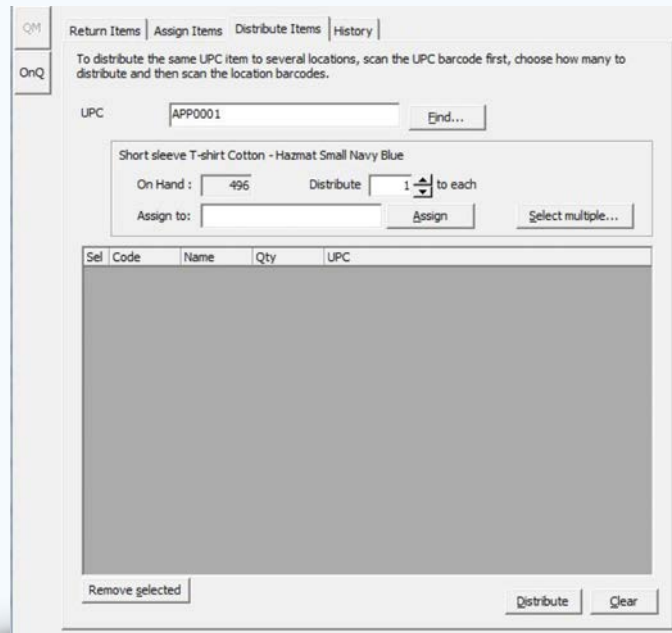 QM
OnQ
Return Items Assign Items Distribute Items History
To distribute the same UPC item to several locations, scan the UPC barcode first, choose how many to
distribute and then scan the location barcodes.
UPC APP0001 Find...
Short sleeve T-shirt Cotton - Hazmat Small Navy Blue
On Hand : 496 Distribute 1 to each
Assign to: Assign Select multiple...
Sel Code Name Qty UPC
Remove selected
Distribute Clear